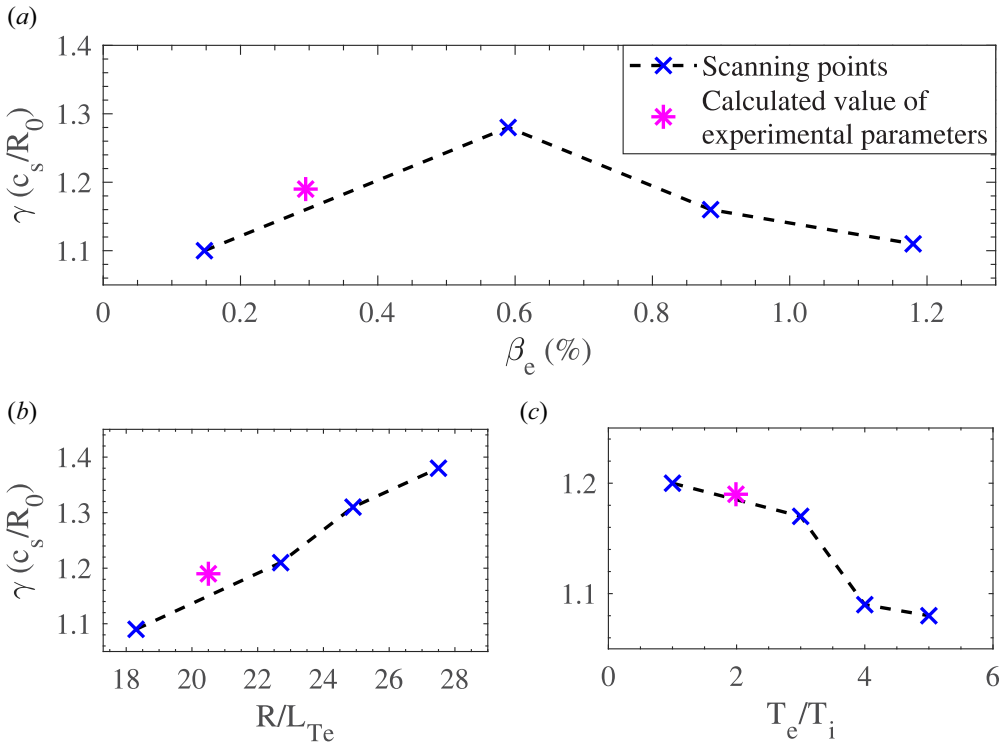 (a)
1.4
1.3
1.2
1.1
γ (c_s/R_0)
Scanning points
Calculated value of
experimental parameters
0
0.2
0.4
0.6
0.8
1.0
1.2
β_e (%)
(b)
1.4
1.3
1.2
1.1
γ (c_s/R_0)
18
20
22
24
26
28
R/L_Te
(c)
1.2
1.1
0
2
4
6
T_e/T_i